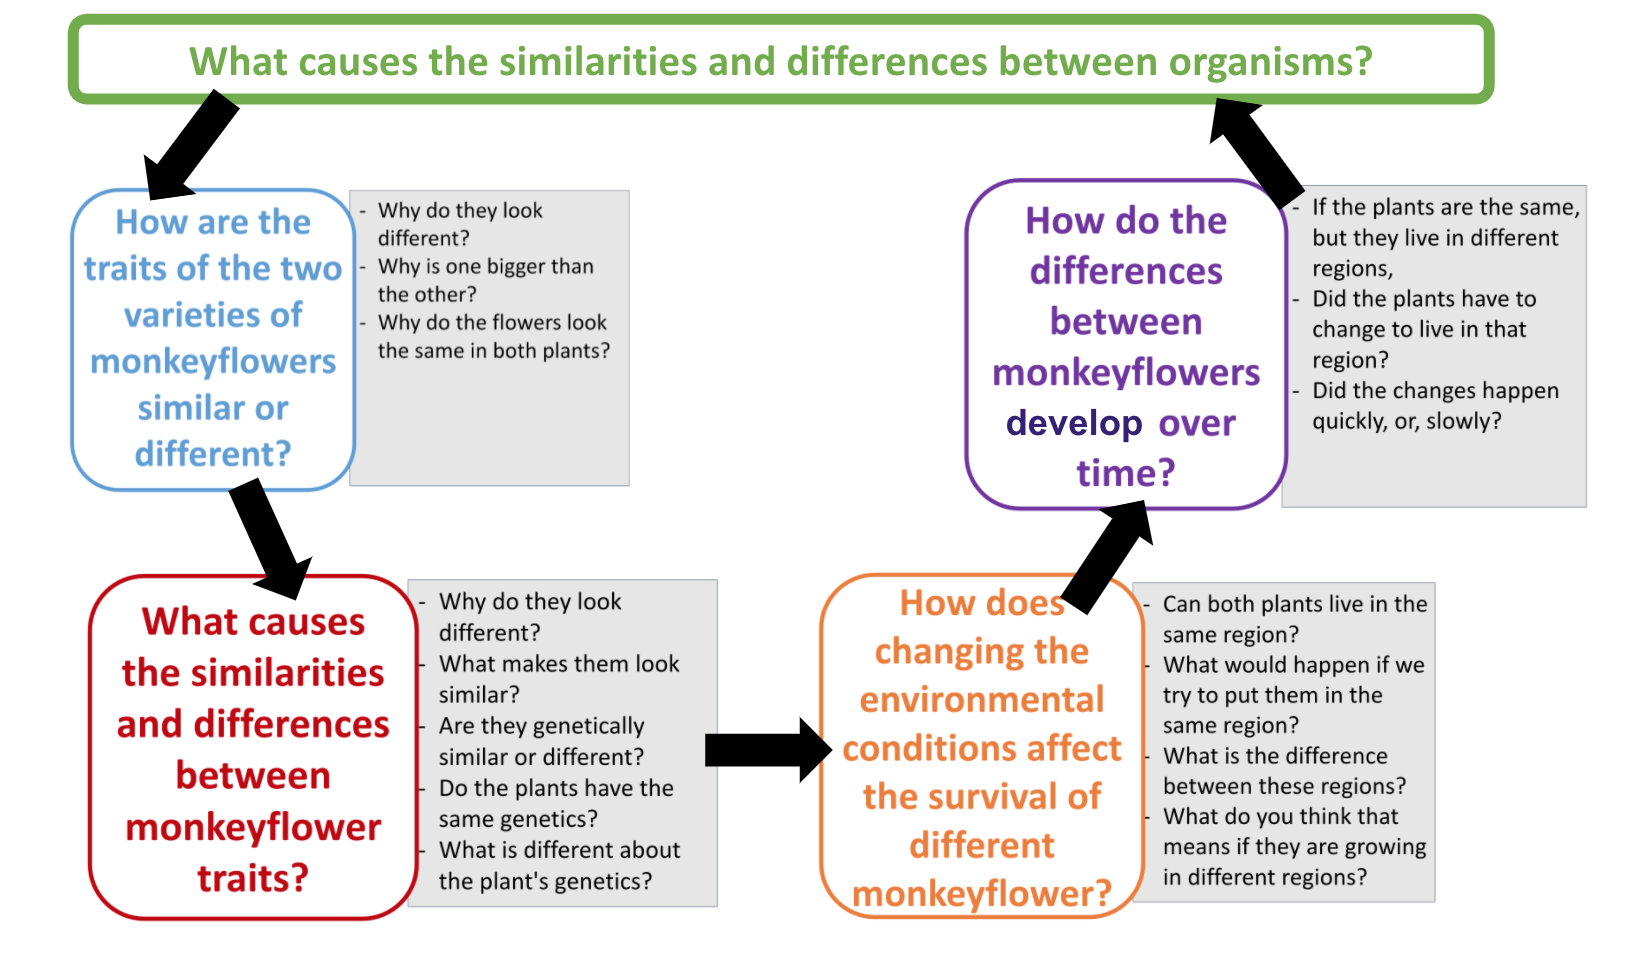 What causes the similarities and differences between organisms?
How are the
traits of the two
varieties of
monkeyflowers
similar or
different?
- Why do they look
different?
- Why is one bigger than
the other?
- Why do the flowers look
the same in both plants?
What causes
the similarities
and differences
between
monkeyflower
traits?
- Why do they look
different?
- What makes them look
similar?
- Are they genetically
similar or different?
- Do the plants have the
same genetics?
- What is different about
the plant's genetics?
How does
changing the
environmental
conditions affect
the survival of
different
monkeyflower?
- Can both plants live in the
same region?
- What would happen if we
try to put them in the
same region?
- What is the difference
between these regions?
- What do you think that
means if they are growing
in different regions?
How do the
differences
between
monkeyflowers
develop over
time?
- If the plants are the same,
but they live in different
regions,
- Did the plants have to
change to live in that
region?
- Did the changes happen
quickly, or, slowly?